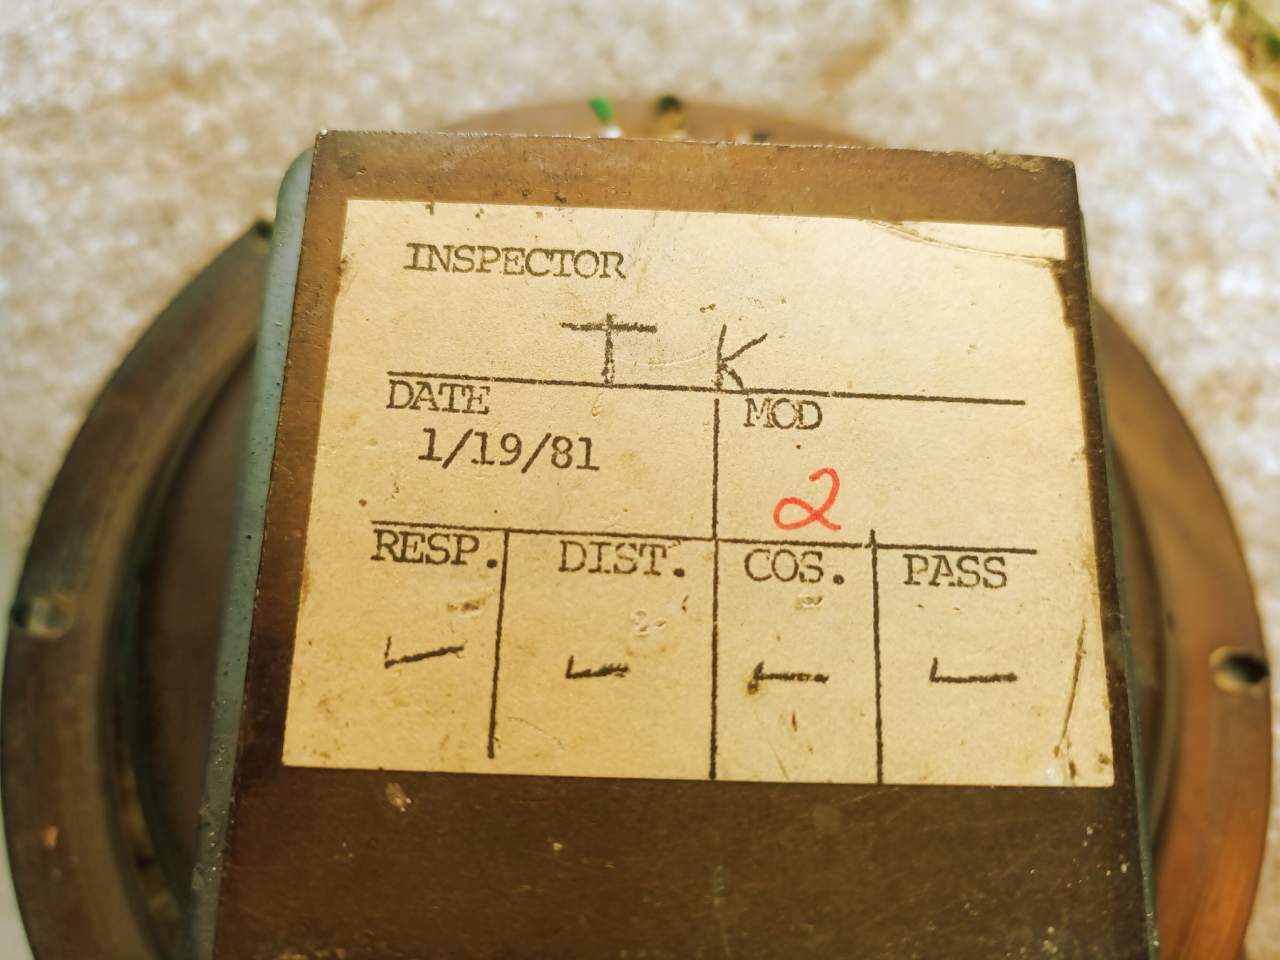 INSPECTOR
T K
DATE MOD
1/19/81
2
RESP. DIST. COS. PASS